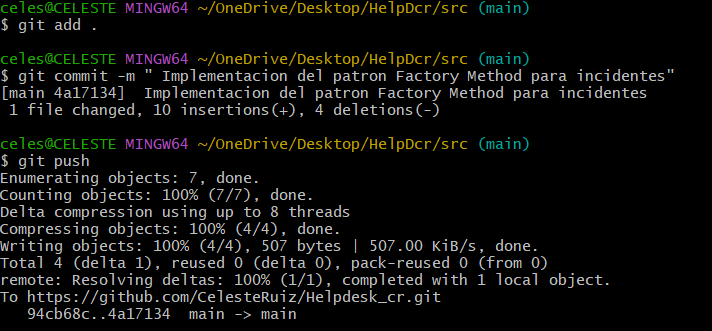 celes@CELESTE MINGW64 ~/OneDrive/Desktop/HelpDcr/src (main)
$ git add .
celes@CELESTE MINGW64 ~/OneDrive/Desktop/HelpDcr/src (main)
$ git commit -m " Implementacion del patron Factory Method para incidentes"
[main 4a17134]  Implementacion del patron Factory Method para incidentes
 1 file changed, 10 insertions(+), 4 deletions(-)
celes@CELESTE MINGW64 ~/OneDrive/Desktop/HelpDcr/src (main)
$ git push
Enumerating objects: 7, done.
Counting objects: 100% (7/7), done.
Delta compression using up to 8 threads
Compressing objects: 100% (4/4), done.
Writing objects: 100% (4/4), 507 bytes | 507.00 KiB/s, done.
Total 4 (delta 1), reused 0 (delta 0), pack-reused 0 (from 0)
remote: Resolving deltas: 100% (1/1), completed with 1 local object.
To https://github.com/CelesteRuiz/Helpdesk_cr.git
   94cb68c..4a17134  main -> main